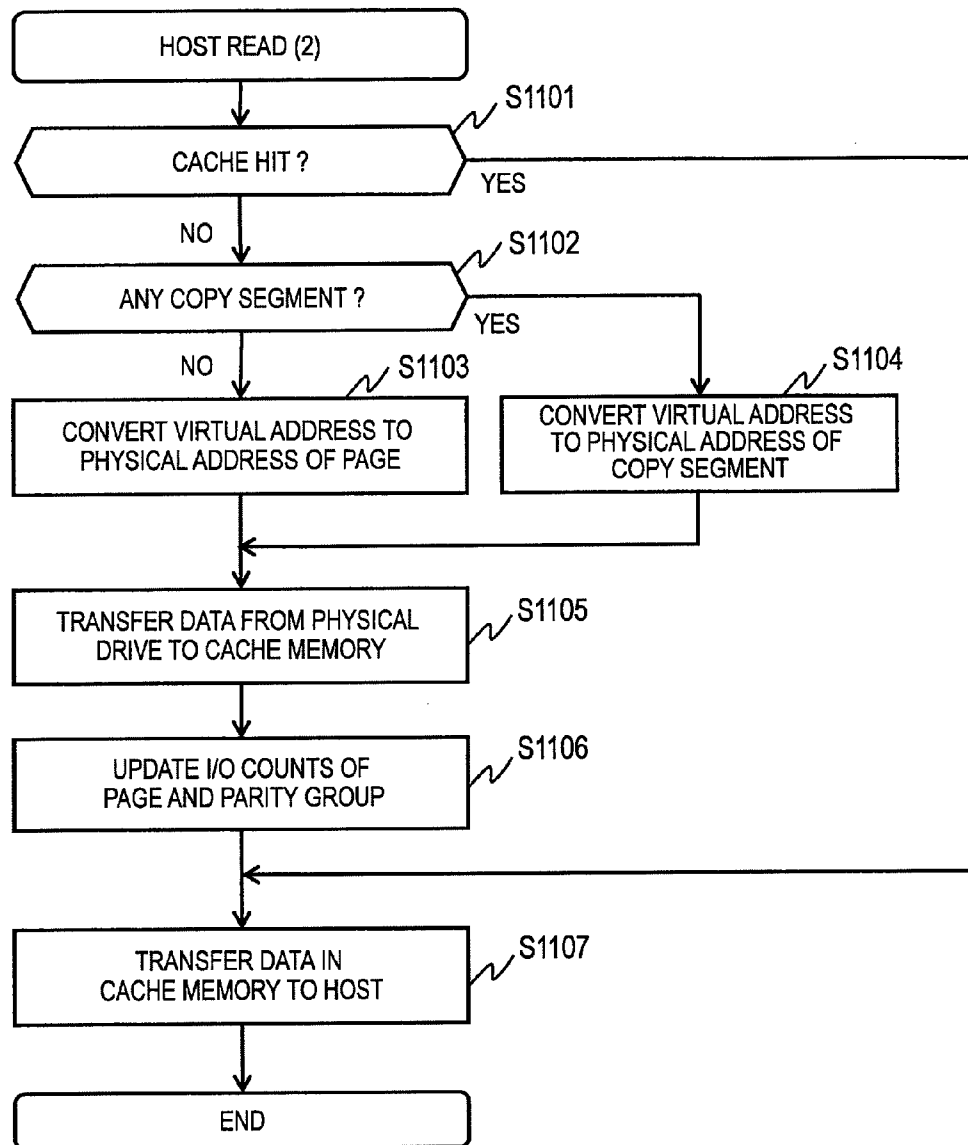 HOST READ (2)
S1101
CACHE HIT ?
YES
NO
S1102
ANY COPY SEGMENT ?
YES
NO
S1103
S1104
CONVERT VIRTUAL ADDRESS TO
PHYSICAL ADDRESS OF PAGE
CONVERT VIRTUAL ADDRESS
TO PHYSICAL ADDRESS OF
COPY SEGMENT
S1105
TRANSFER DATA FROM PHYSICAL
DRIVE TO CACHE MEMORY
S1106
UPDATE I/O COUNTS OF
PAGE AND PARITY GROUP
S1107
TRANSFER DATA IN
CACHE MEMORY TO HOST
END